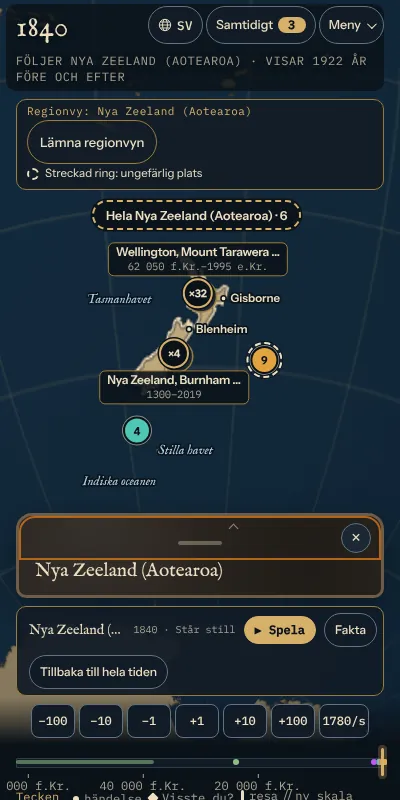 1840
SV
Samtidigt 3
Meny
FÖLJER NYA ZEELAND (AOTEAROA) · VISAR 1922 ÅR
FÖRE OCH EFTER
Regionvy: Nya Zeeland (Aotearoa)
Lämna regionvyn
Streckad ring: ungefärlig plats
Hela Nya Zeeland (Aotearoa) · 6
Wellington, Mount Tarawera …
62 050 f.Kr.–1995 e.Kr.
Tasmanhavet
×32
Gisborne
Blenheim
×4
9
Nya Zeeland, Burnham …
1300–2019
4
Stilla havet
Indiska oceanen
×
Nya Zeeland (Aotearoa)
Nya Zeeland (… 1840 · Står still ▶ Spela Fakta
Tillbaka till hela tiden
−100 −10 −1 +1 +10 +100 1780/s
000 f.Kr. 40 000 f.Kr. 20 000 f.Kr.
Tecken händelse Visste du? resa // ny skala